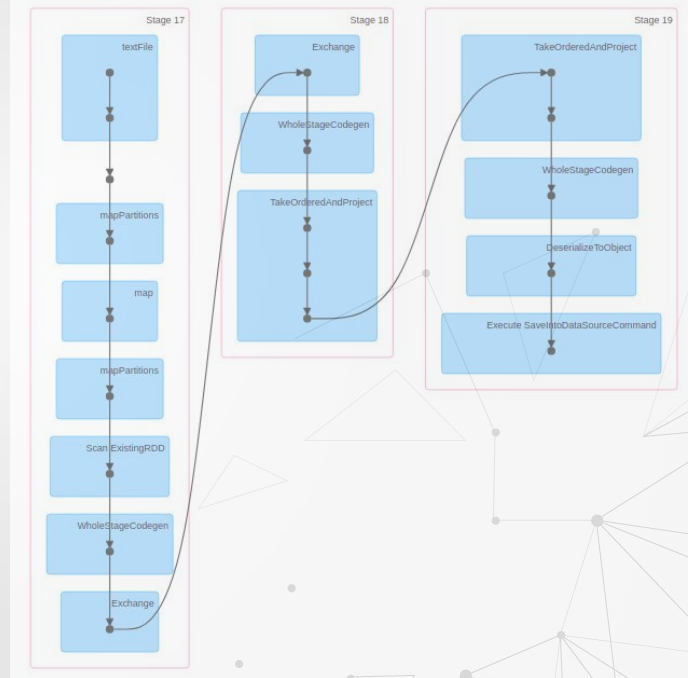 Stage 17
textFile
mapPartitions
map
mapPartitions
Scan ExistingRDD
WholeStageCodegen
Exchange
Stage 18
Exchange
WholeStageCodegen
TakeOrderedAndProject
Stage 19
TakeOrderedAndProject
WholeStageCodegen
DeserializeToObject
Execute SaveIntoDataSourceCommand